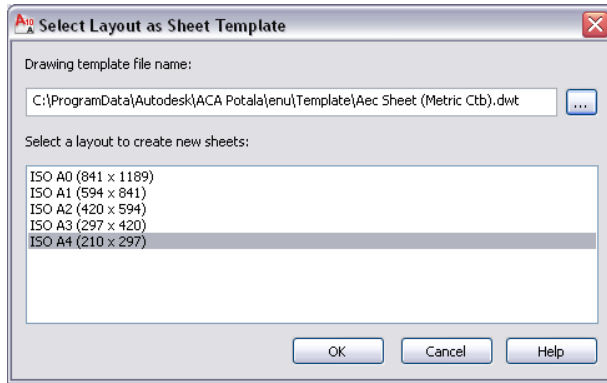 A10
A
Select Layout as Sheet Template
Drawing template file name:
C:\ProgramData\Autodesk\ACA Potala\enu\Template\Aec Sheet (Metric Ctb).dwt
...
Select a layout to create new sheets:
ISO A0 (841 x 1189)
ISO A1 (594 x 841)
ISO A2 (420 x 594)
ISO A3 (297 x 420)
ISO A4 (210 x 297)
OK Cancel Help